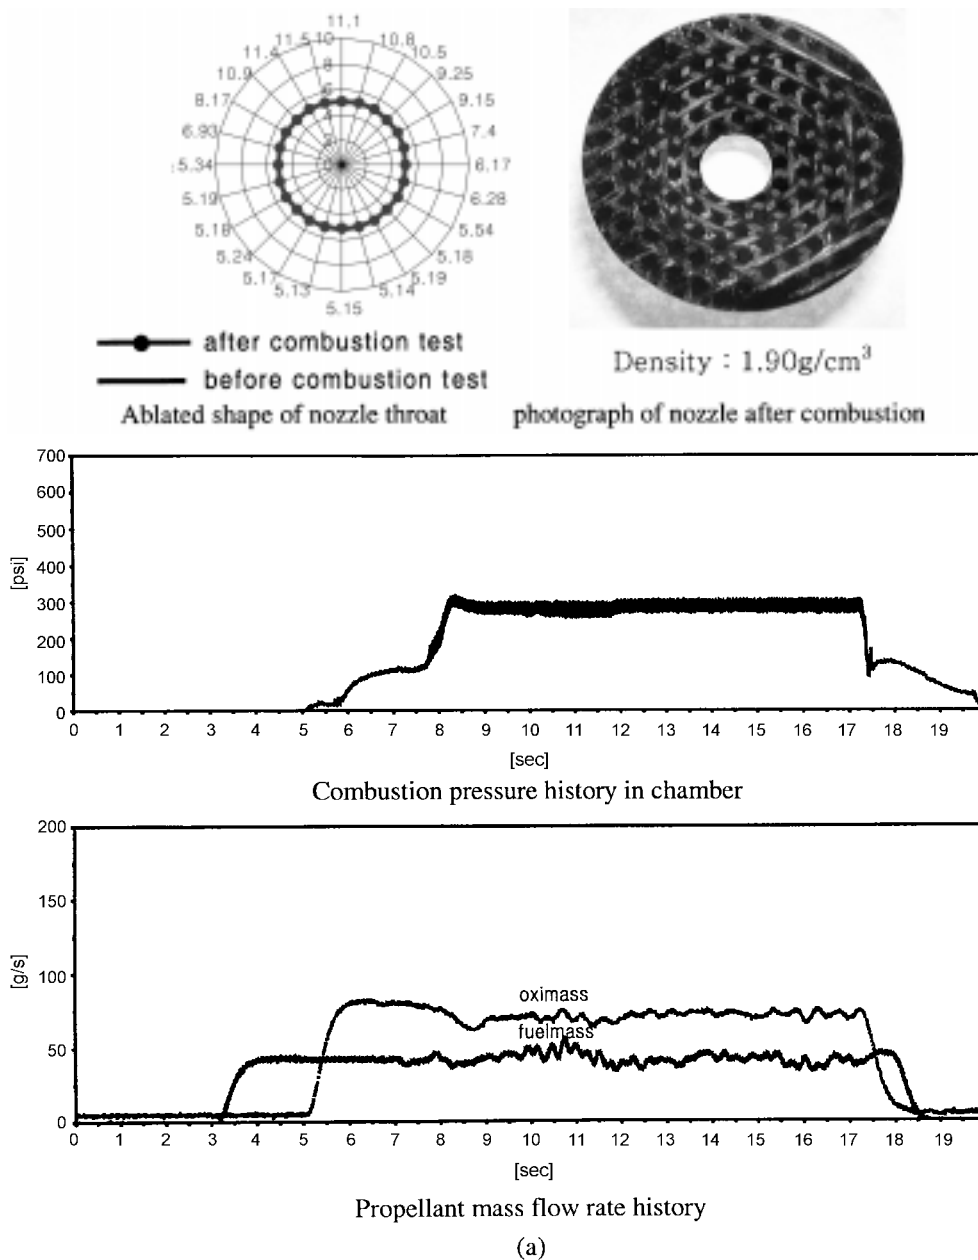 11.1
11.5 10.8
11.4 10.5
10.9 9.25
8.17 9.15
6.93 7.4
5.34 6.17
5.19 6.28
5.18 5.54
5.24 5.18
5.17 5.19
5.13 5.14
5.15
10
8
6
4
2
0
after combustion test
before combustion test
Ablated shape of nozzle throat
Density : 1.90g/cm³
photograph of nozzle after combustion
700
600
500
400
300
200
100
0
[psi]
0 1 2 3 4 5 6 7 8 9 10 11 12 13 14 15 16 17 18 19
[sec]
Combustion pressure history in chamber
200
150
100
50
0
[g/s]
oximass
fuelmass
0 1 2 3 4 5 6 7 8 9 10 11 12 13 14 15 16 17 18 19
[sec]
Propellant mass flow rate history
(a)